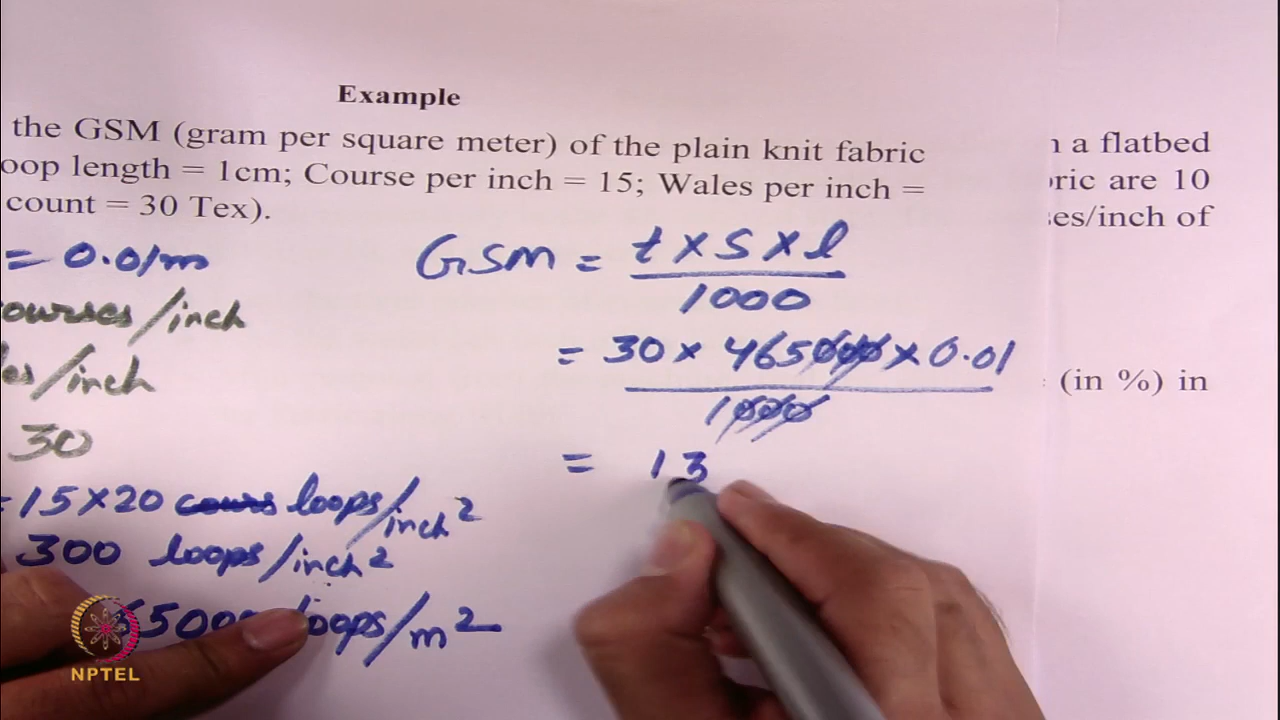 Example
the GSM (gram per square meter) of the plain knit fabric
oop length = 1cm; Course per inch = 15; Wales per inch =
count = 30 Tex).
= 0.01m
ourses/inch
les/inch
30
= 15×20 loops/inch²
300 loops/inch²
65000 loops/m²
GSM = t × S × l
1000
= 30 × 465000 × 0.01
1000
= 13
a flatbed
ric are 10
es/inch of
(in %) in
NPTEL